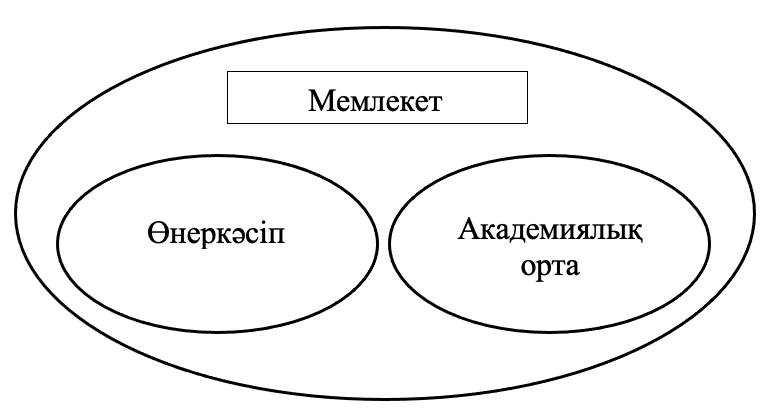 Мемлекет
Өнеркәсіп
Академиялық
орта